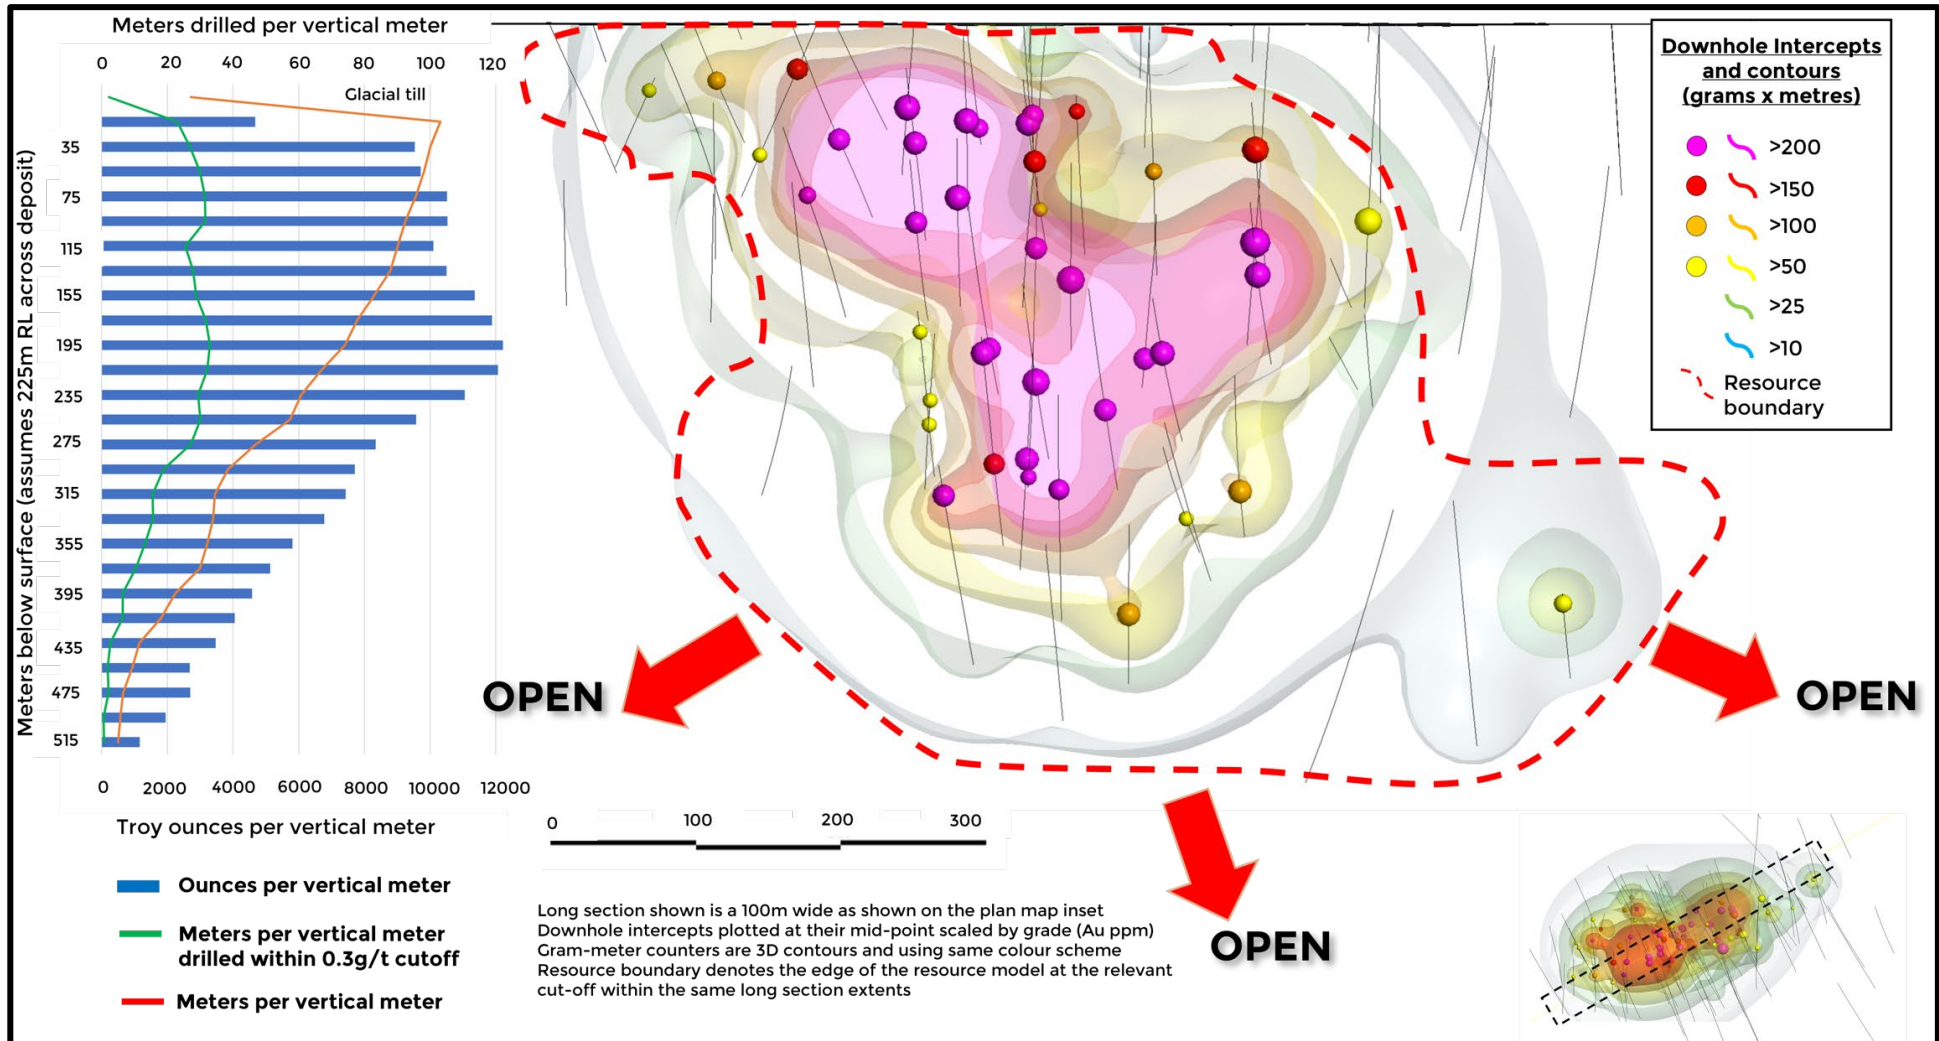 Meters drilled per vertical meter
0 20 40 60 80 100 120
Glacial till
Meters below surface (assumes 225m RL across deposit)
35
75
115
155
195
235
275
315
355
395
435
475
515
0 2000 4000 6000 8000 10000 12000
Troy ounces per vertical meter
Ounces per vertical meter
Meters per vertical meter
drilled within 0.3g/t cutoff
Meters per vertical meter
OPEN
OPEN
OPEN
0 100 200 300
Long section shown is a 100m wide as shown on the plan map inset
Downhole intercepts plotted at their mid-point scaled by grade (Au ppm)
Gram-meter counters are 3D contours and using same colour scheme
Resource boundary denotes the edge of the resource model at the relevant
cut-off within the same long section extents
Downhole Intercepts
and contours
(grams x metres)
>200
>150
>100
>50
>25
>10
Resource
boundary